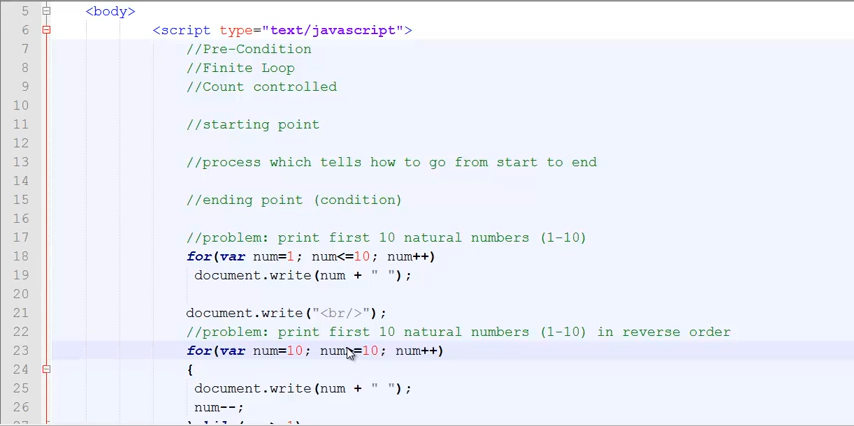 5 <body>
6 <script type="text/javascript">
7 //Pre-Condition
8 //Finite Loop
9 //Count controlled
10
11 //starting point
12
13 //process which tells how to go from start to end
14
15 //ending point (condition)
16
17 //problem: print first 10 natural numbers (1-10)
18 for(var num=1; num<=10; num++)
19 document.write(num + " ");
20
21 document.write("<br/>");
22 //problem: print first 10 natural numbers (1-10) in reverse order
23 for(var num=10; num>=10; num++)
24 {
25 document.write(num + " ");
26 num--;